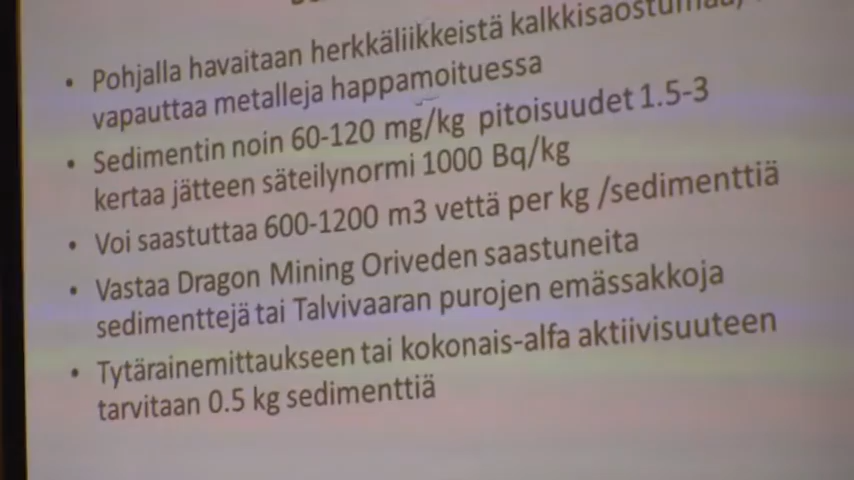 • Pohjalla havaitaan herkkäliikkeistä
vapauttaa metalleja happamoituessa
• Sedimentin noin 60-120 mg/kg pitoisuudet 1.5-3
kertaa jätteen säteilynormi 1000 Bq/kg
• Voi saastuttaa 600-1200 m3 vettä per kg /sedimenttiä
• Vastaa Dragon Mining Oriveden saastuneita
sedimenttejä tai Talvivaaran purojen emässakkoja
• Tytärainemittaukseen tai kokonais-alfa aktiivisuuteen
tarvitaan 0.5 kg sedimenttiä